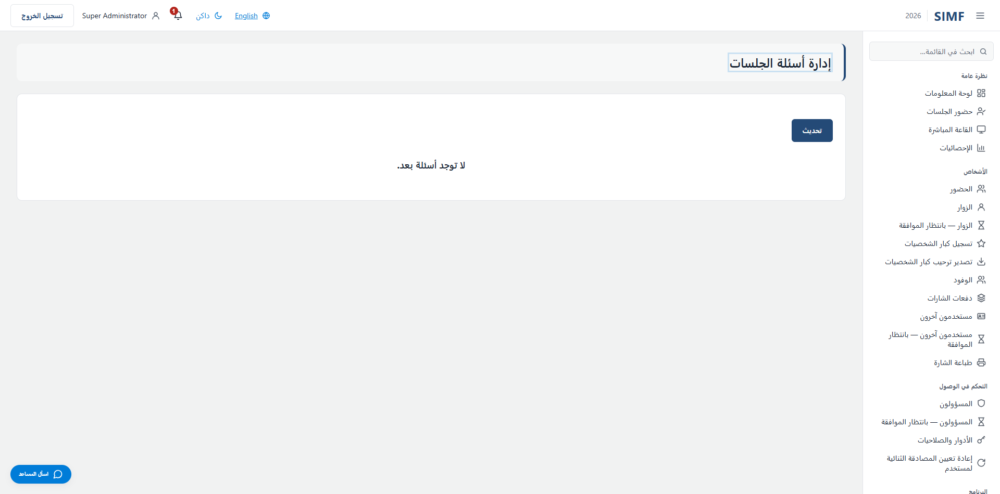 SIMF
2026
English
داكن
1
Super Administrator
تسجيل الخروج
ابحث في القائمة...
نظرة عامة
لوحة المعلومات
حضور الجلسات
القاعة المباشرة
الإحصائيات
الأشخاص
الحضور
الزوار
الزوار — بانتظار الموافقة
تسجيل كبار الشخصيات
تصدير ترحيب كبار الشخصيات
الوفود
دفعات الشارات
مستخدمون آخرون
مستخدمون آخرون — بانتظار
الموافقة
طباعة الشارة
التحكم في الوصول
المسؤولون
المسؤولون — بانتظار الموافقة
الأدوار والصلاحيات
إعادة تعيين المصادقة الثنائية
لمستخدم
البرنامج
إدارة أسئلة الجلسات
تحديث
لا توجد أسئلة بعد.
اسأل المساعد